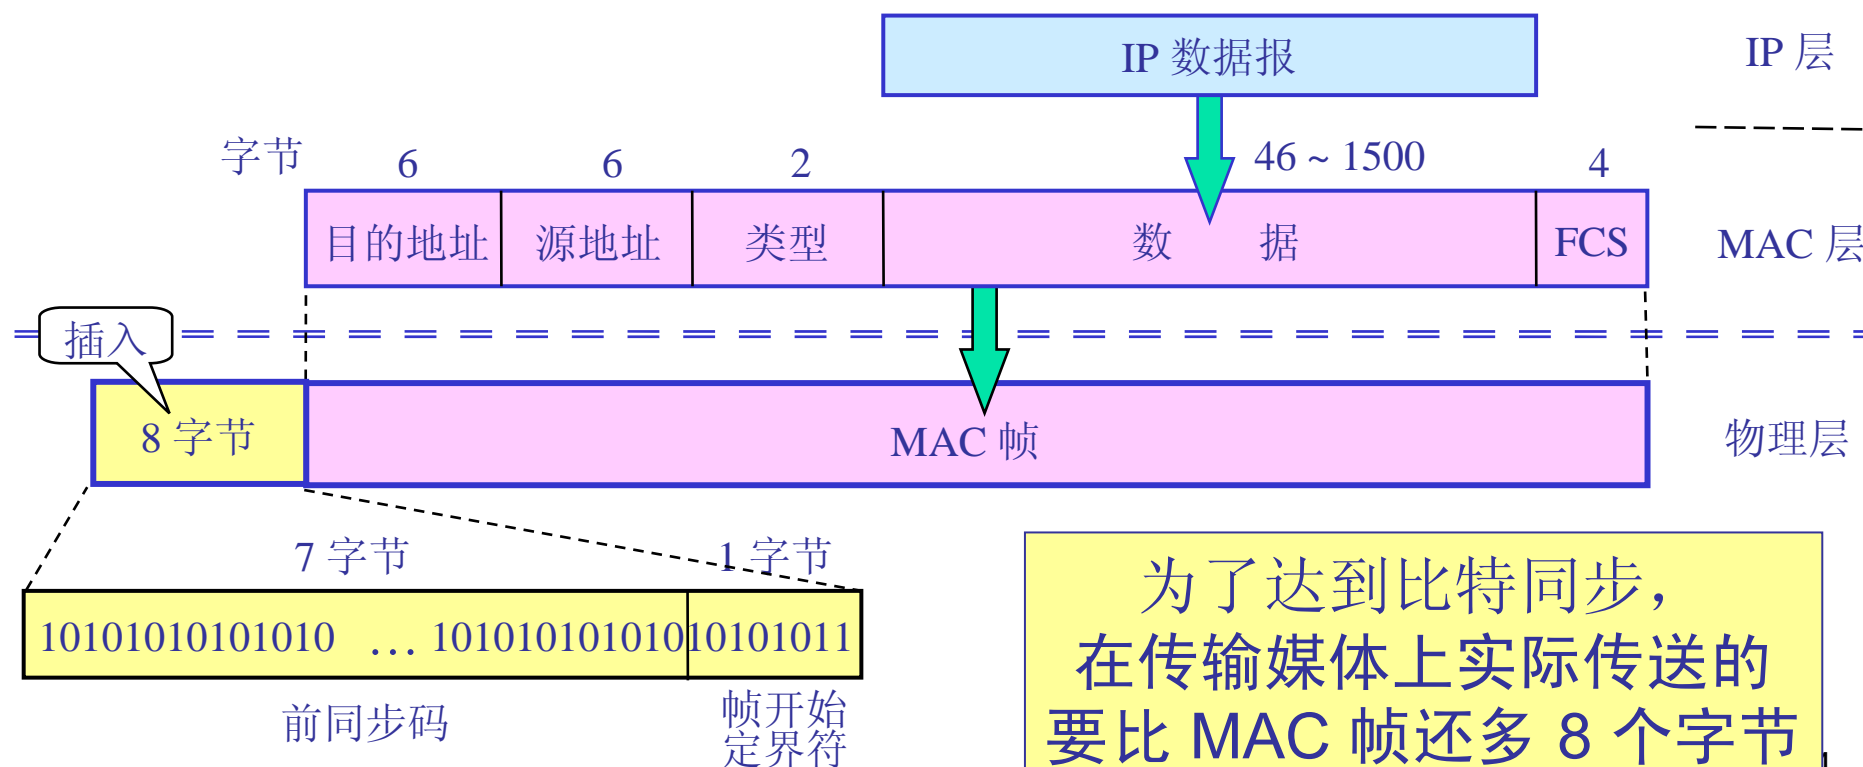 IP 数据报
IP 层
字节 6 6 2 46 ~ 1500 4
目的地址 源地址 类型 数 据 FCS
MAC 层
插入
8 字节
MAC 帧
物理层
7 字节
1 字节
10101010101010 … 101010101010 10101011
前同步码
帧开始
定界符
为了达到比特同步，
在传输媒体上实际传送的
要比 MAC 帧还多 8 个字节